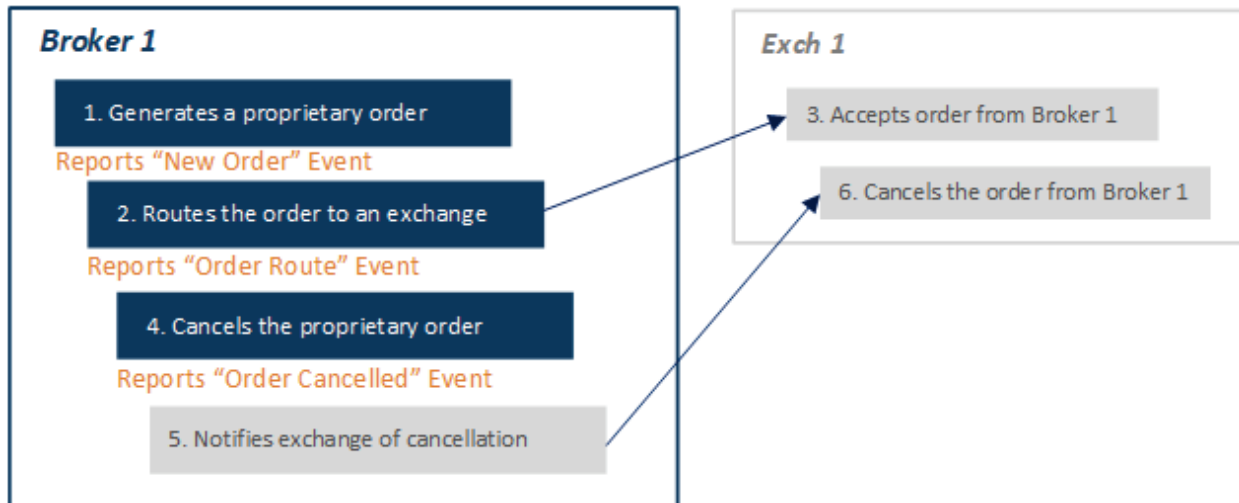 Broker 1
1. Generates a proprietary order
Reports “New Order” Event
2. Routes the order to an exchange
Reports “Order Route” Event
4. Cancels the proprietary order
Reports “Order Cancelled” Event
5. Notifies exchange of cancellation
Exch 1
3. Accepts order from Broker 1
6. Cancels the order from Broker 1